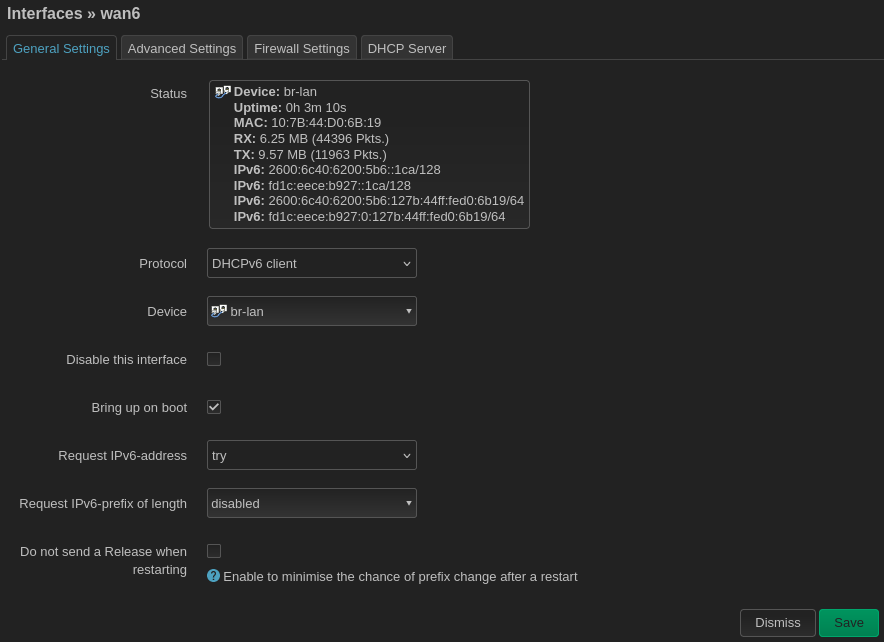 Interfaces » wan6
General Settings
Advanced Settings
Firewall Settings
DHCP Server
Status
Device: br-lan
Uptime: 0h 3m 10s
MAC: 10:7B:44:D0:6B:19
RX: 6.25 MB (44396 Pkts.)
TX: 9.57 MB (11963 Pkts.)
IPv6: 2600:6c40:6200:5b6::1ca/128
IPv6: fd1c:eece:b927::1ca/128
IPv6: 2600:6c40:6200:5b6:127b:44ff:fed0:6b19/64
IPv6: fd1c:eece:b927:0:127b:44ff:fed0:6b19/64
Protocol
DHCPv6 client
Device
br-lan
Disable this interface
Bring up on boot
Request IPv6-address
try
Request IPv6-prefix of length
disabled
Do not send a Release when
restarting
? Enable to minimise the chance of prefix change after a restart
Dismiss
Save